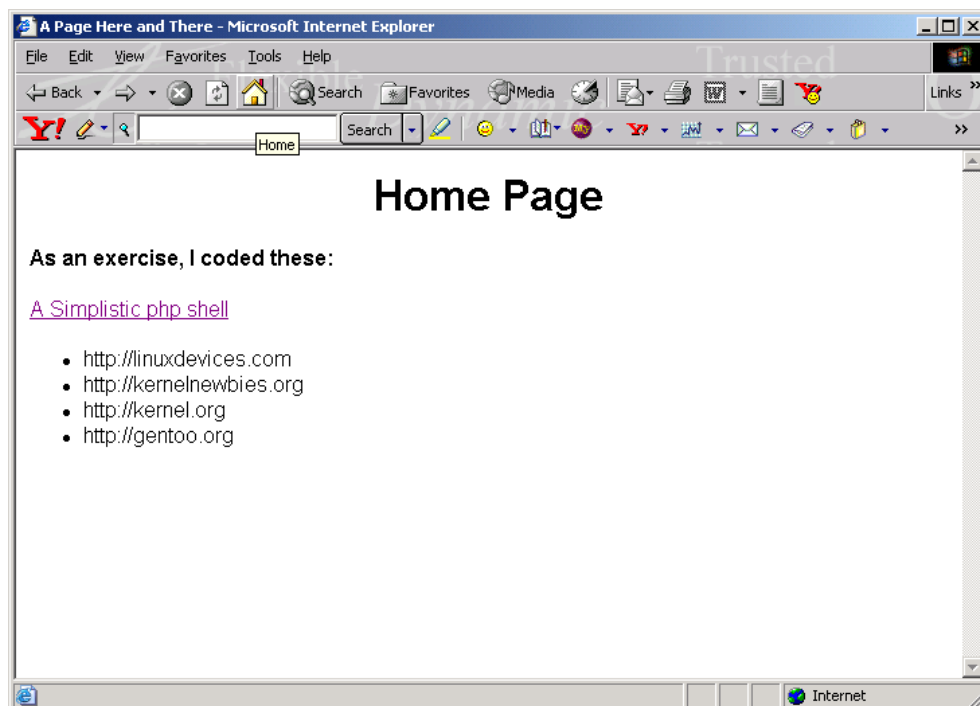 A Page Here and There - Microsoft Internet Explorer
File Edit View Favorites Tools Help
Trusted
Back Search Favorites Media Links »
Y! Search »
Home
Home Page
As an exercise, I coded these:
A Simplistic php shell
• http://linuxdevices.com
• http://kernelnewbies.org
• http://kernel.org
• http://gentoo.org
Internet